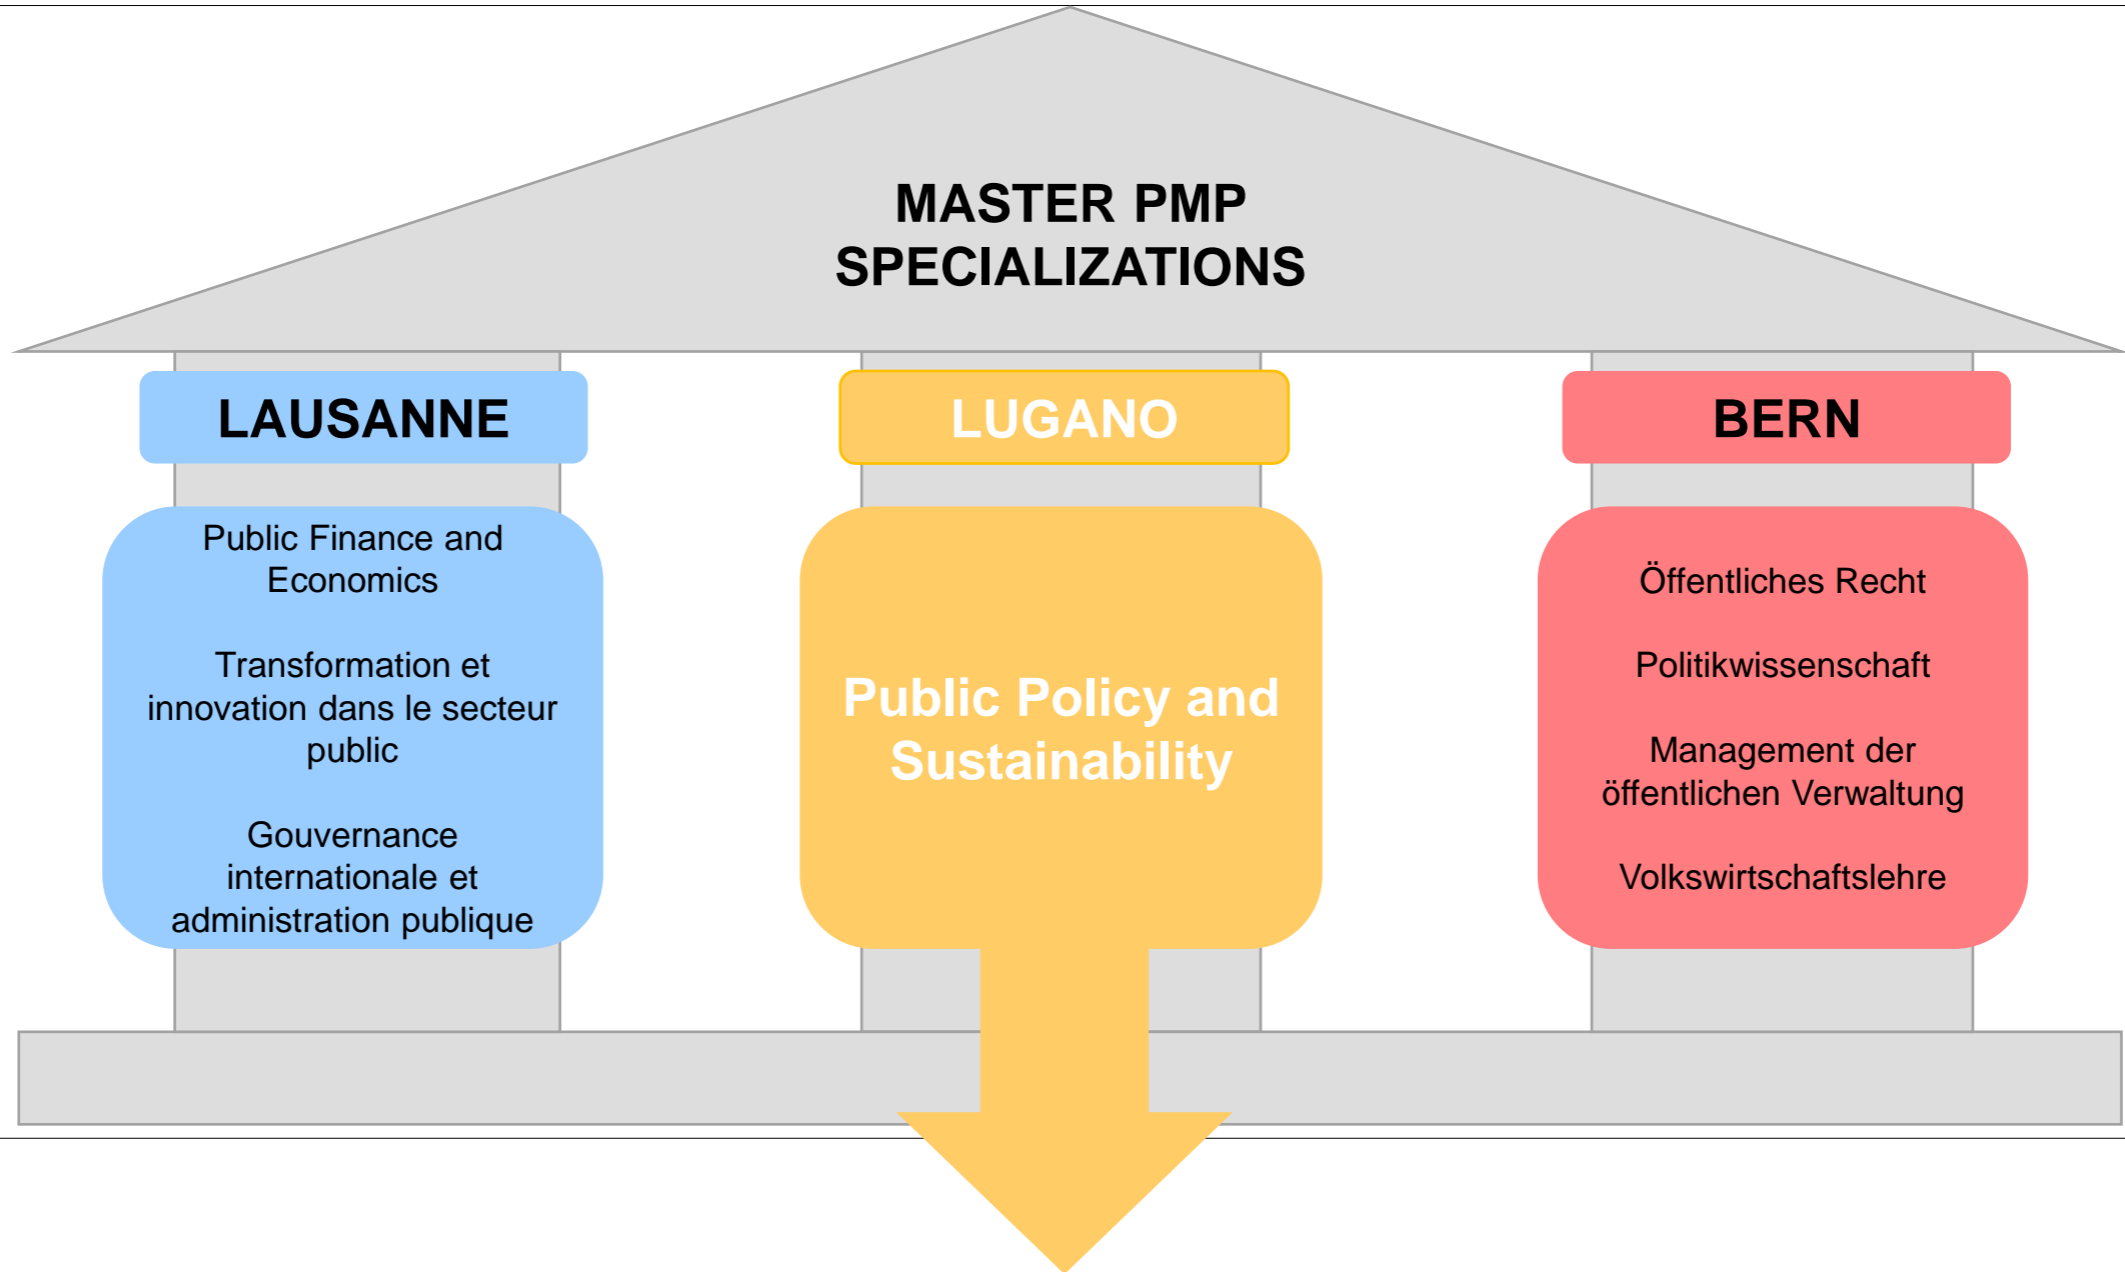 MASTER PMP
SPECIALIZATIONS
LAUSANNE
Public Finance and
Economics
Transformation et
innovation dans le secteur
public
Gouvernance
internationale et
administration publique
LUGANO
Public Policy and
Sustainability
BERN
Öffentliches Recht
Politikwissenschaft
Management der
öffentlichen Verwaltung
Volkswirtschaftslehre